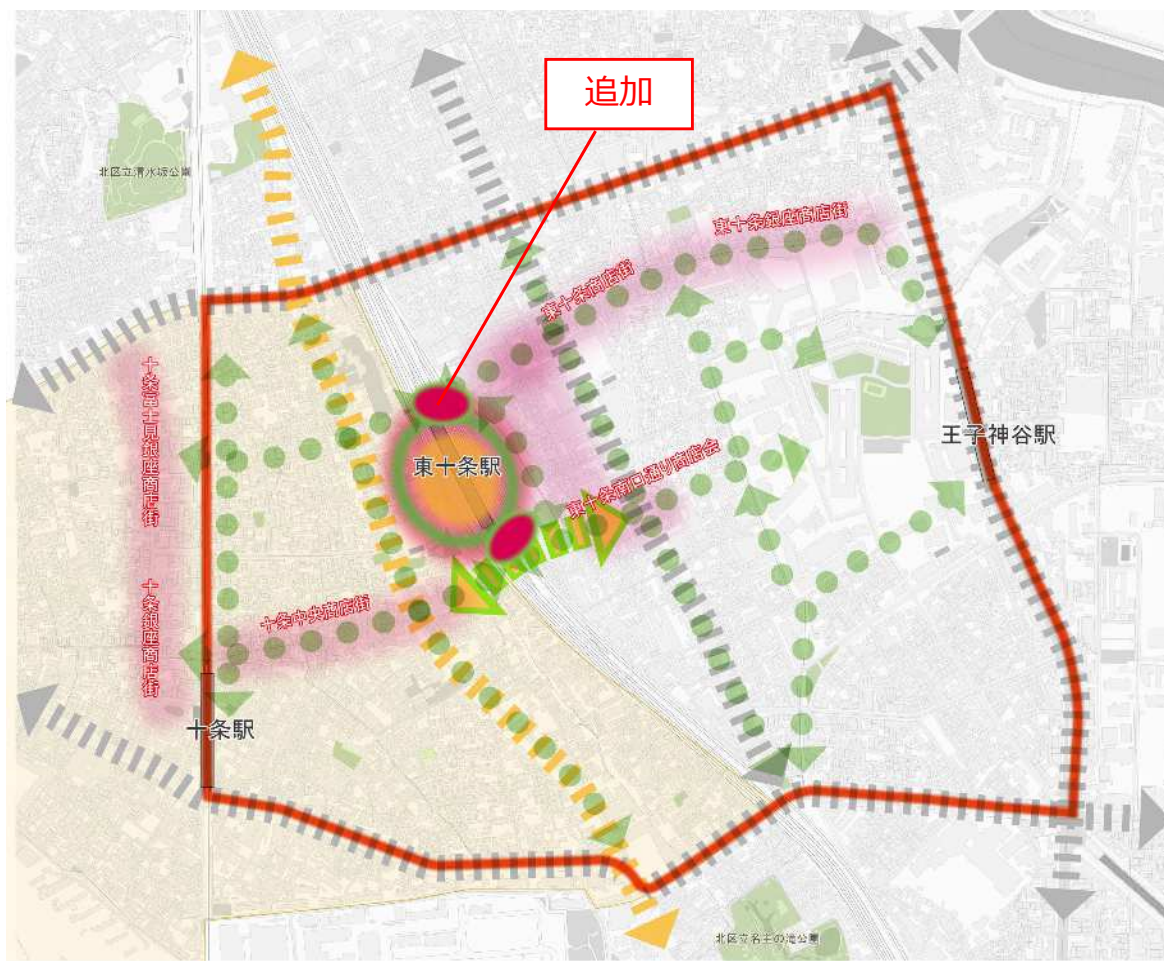 追加
北区立清水坂公園
東十条銀座商店街
東十条商店街
十条富士見銀座商店街
王子神谷駅
東十条駅
東十条南口通り商店会
十条銀座商店街
十条中央商店街
十条駅
北区立名主の滝公園